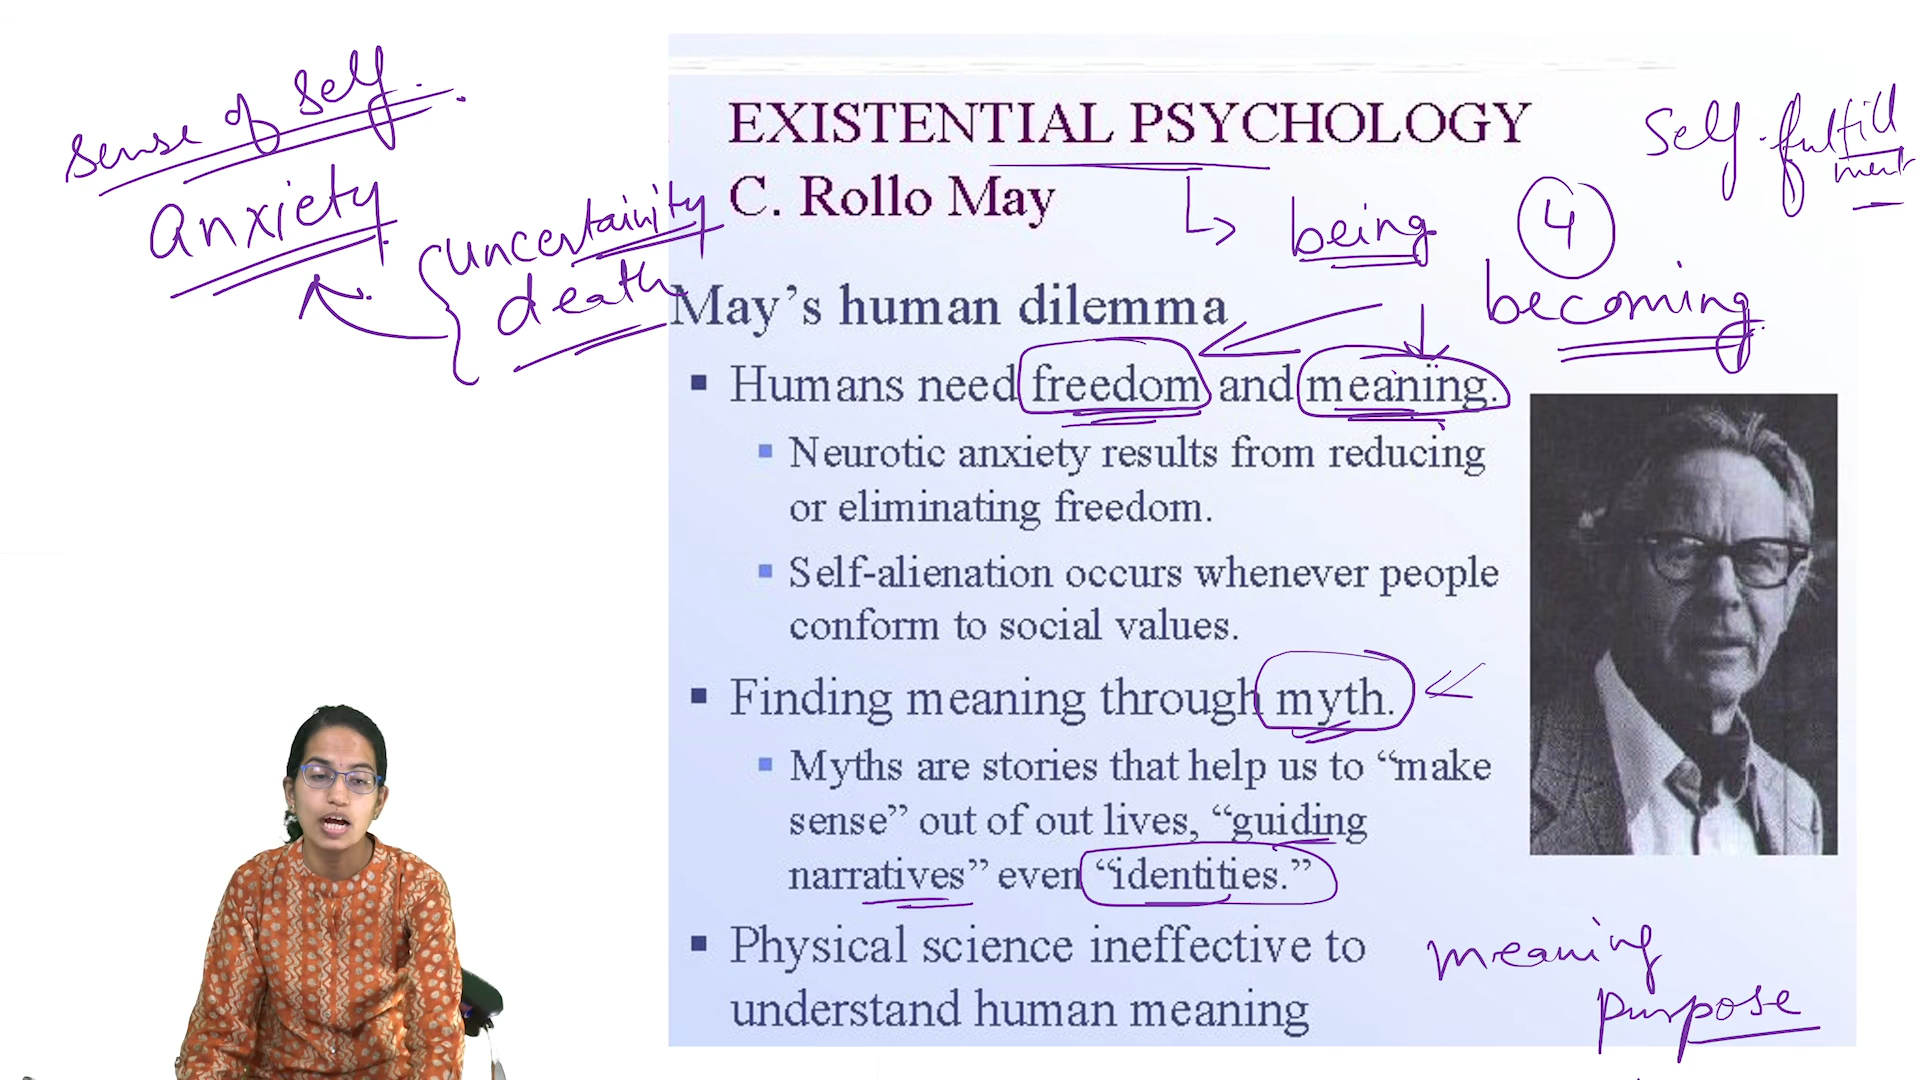 sense of self.
anxiety
uncertainity
death
EXISTENTIAL PSYCHOLOGY
C. Rollo May
being
4
becoming
self-fulfill
ment
May’s human dilemma
▪ Humans need freedom and meaning.
▪ Neurotic anxiety results from reducing
or eliminating freedom.
▪ Self-alienation occurs whenever people
conform to social values.
▪ Finding meaning through myth.
▪ Myths are stories that help us to “make
sense” out of out lives, “guiding
narratives” even “identities.”
▪ Physical science ineffective to
understand human meaning
meaning
purpose